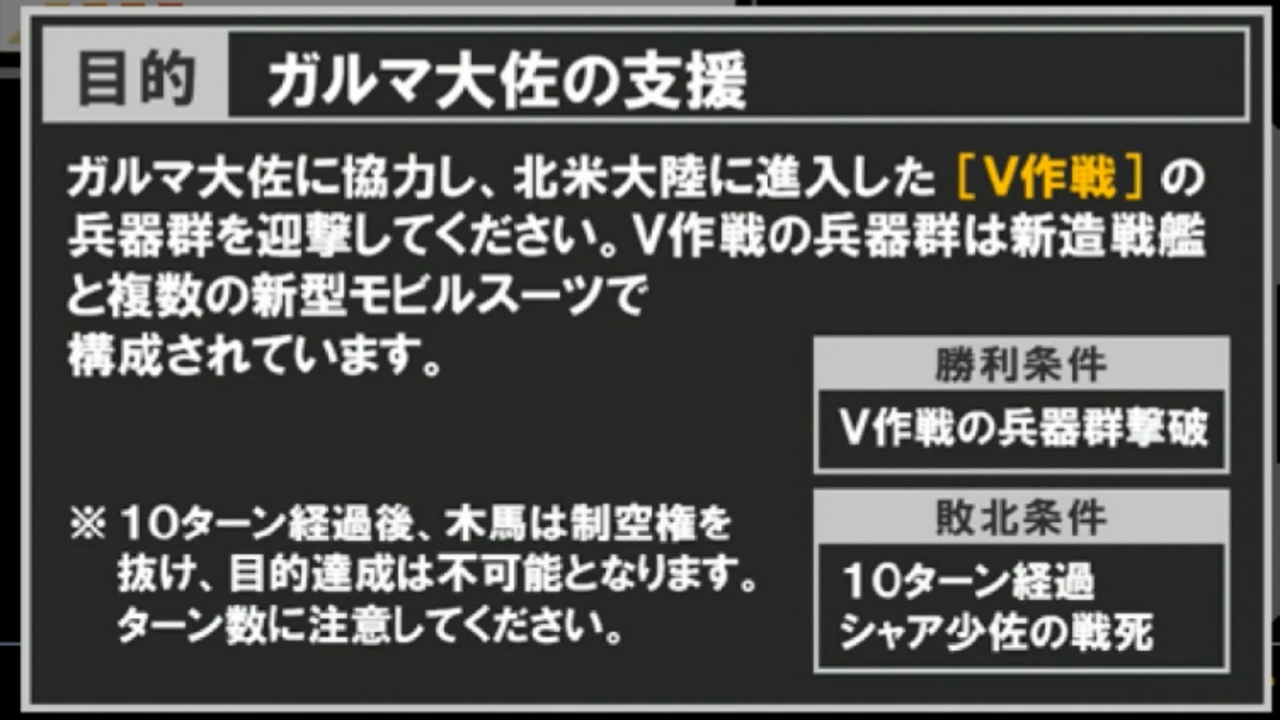 目的 ガルマ大佐の支援
ガルマ大佐に協力し、北米大陸に進入した［V作戦］の
兵器群を迎撃してください。V作戦の兵器群は新造戦艦
と複数の新型モビルスーツで
構成されています。
勝利条件
V作戦の兵器群撃破
※10ターン経過後、木馬は制空権を
抜け、目的達成は不可能となります。
ターン数に注意してください。
敗北条件
10ターン経過
シャア少佐の戦死